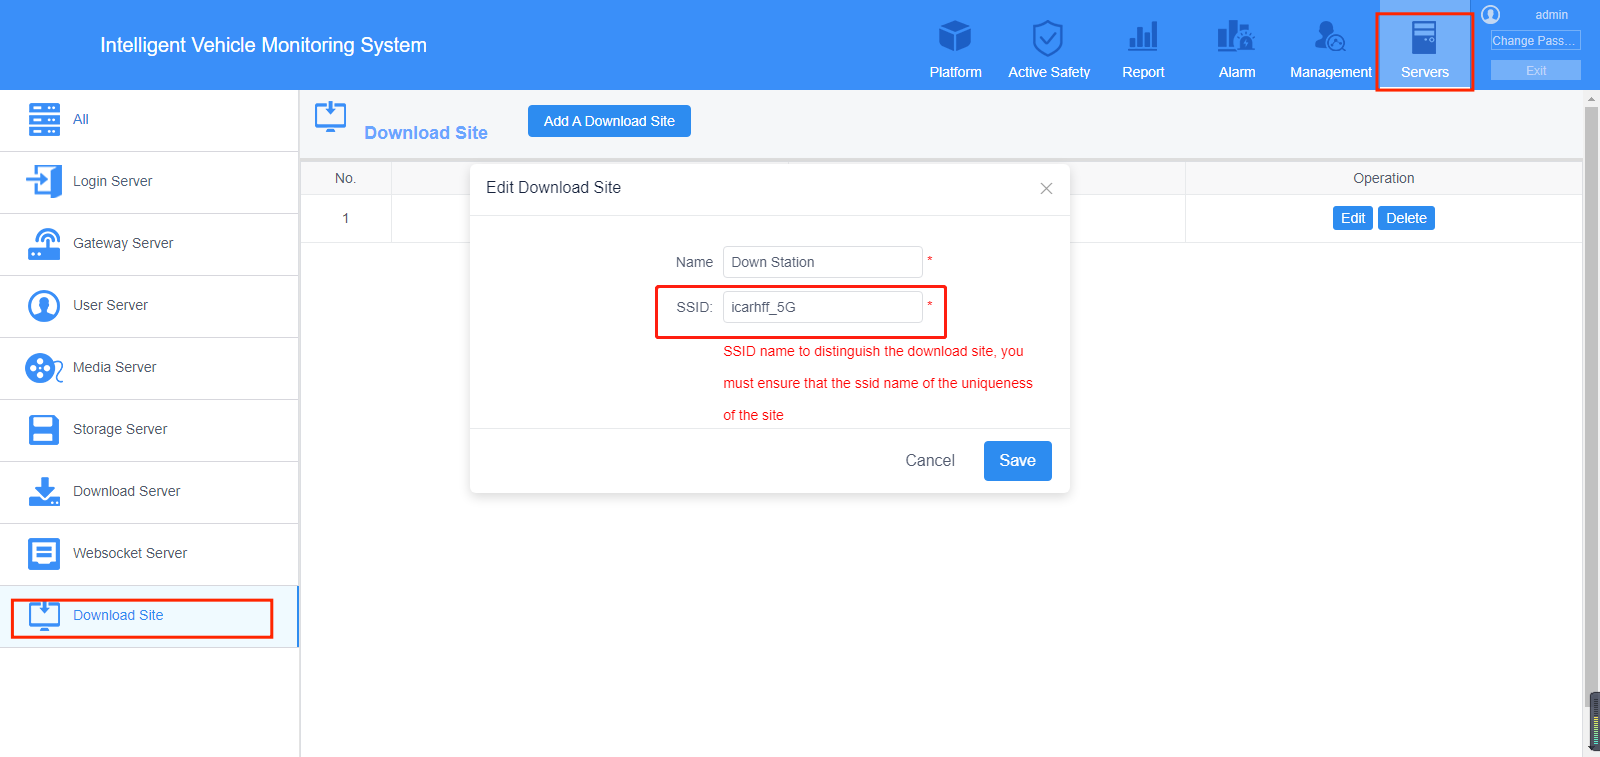 Intelligent Vehicle Monitoring System
Platform
Active Safety
Report
Alarm
Management
Servers
admin
Change Pass...
Exit
All
Login Server
Gateway Server
User Server
Media Server
Storage Server
Download Server
Websocket Server
Download Site
Download Site
Add A Download Site
No.
Operation
1
Edit
Delete
Edit Download Site
Name
Down Station
*
SSID:
icarhff_5G
*
SSID name to distinguish the download site, you
must ensure that the ssid name of the uniqueness
of the site
Cancel
Save